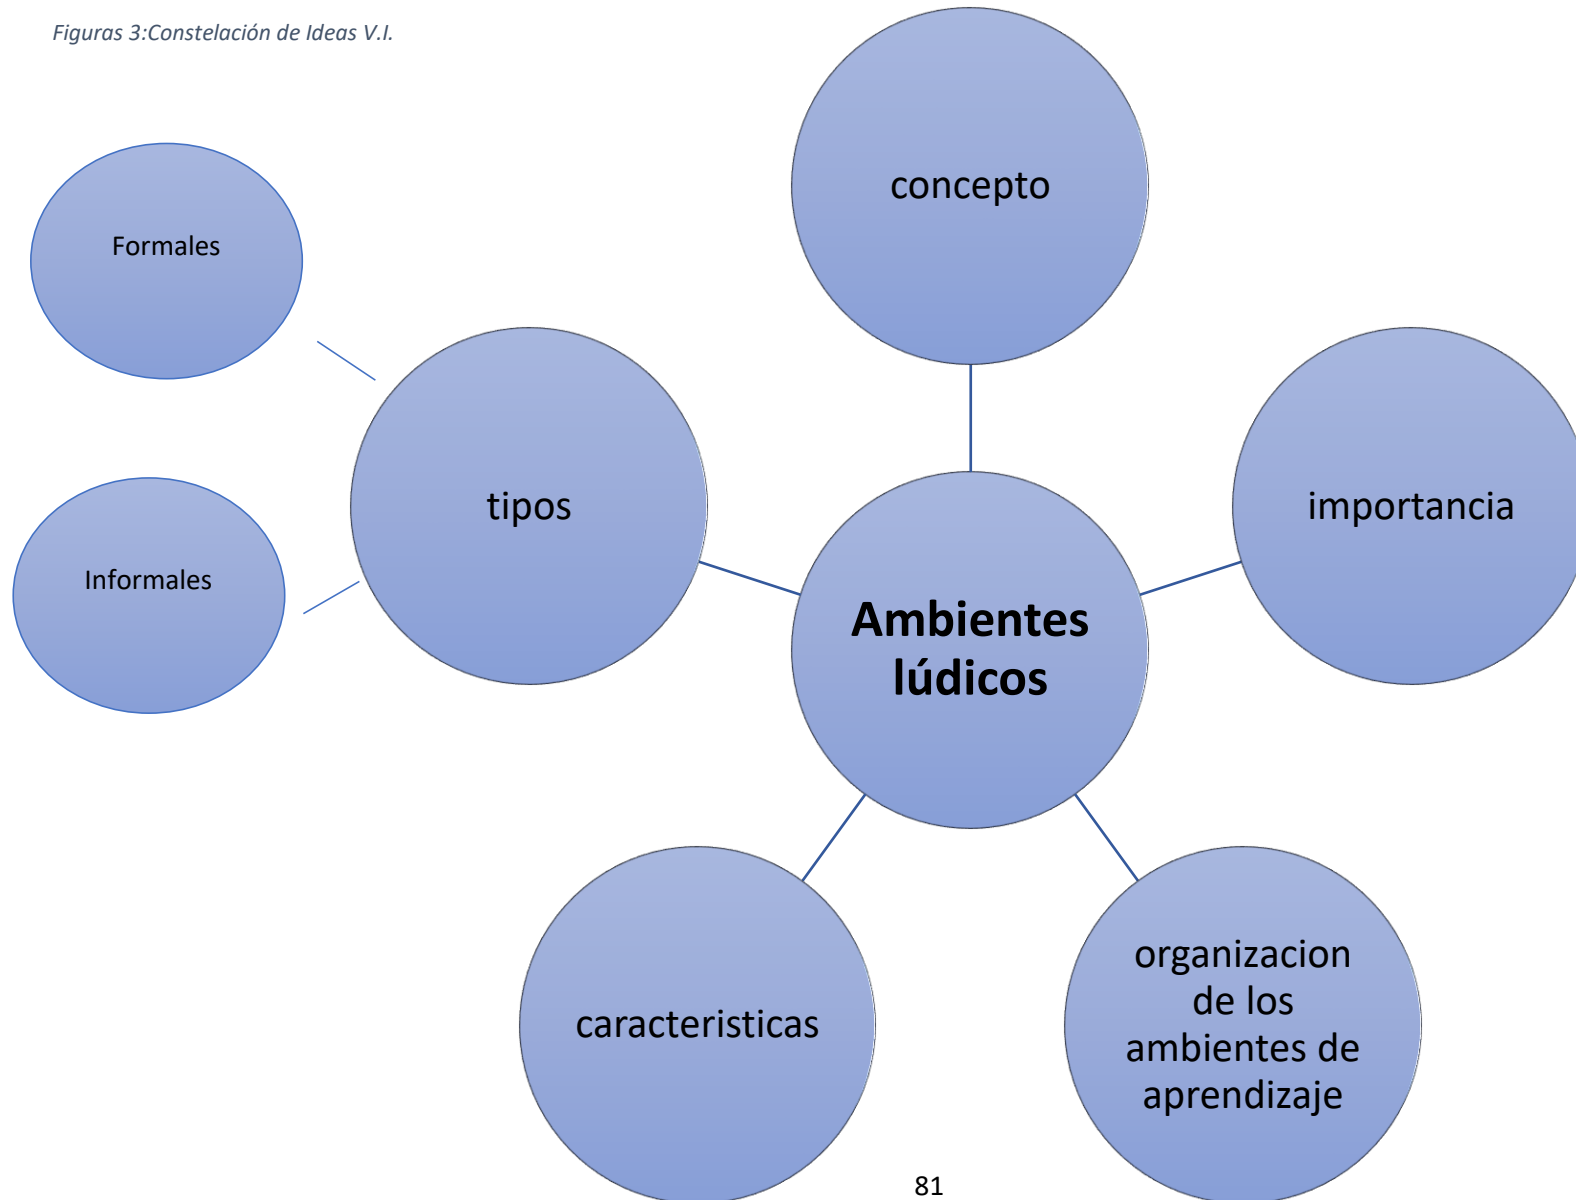 Figuras 3:Constelación de Ideas V.I.
concepto
Formales
tipos
importancia
Informales
Ambientes
lúdicos
organizacion
de los
ambientes de
aprendizaje
caracteristicas
81